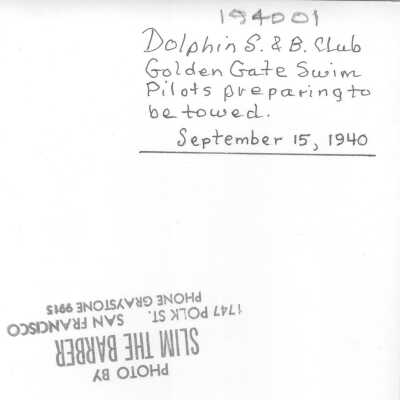 194001
Dolphin S. & B. Club
Golden Gate Swim
Pilots preparing to
be towed.
September 15, 1940
PHOTO BY
SLIM THE BARBER
1747 POLK ST. SAN FRANCISCO
PHONE GRAYSTONE 9915